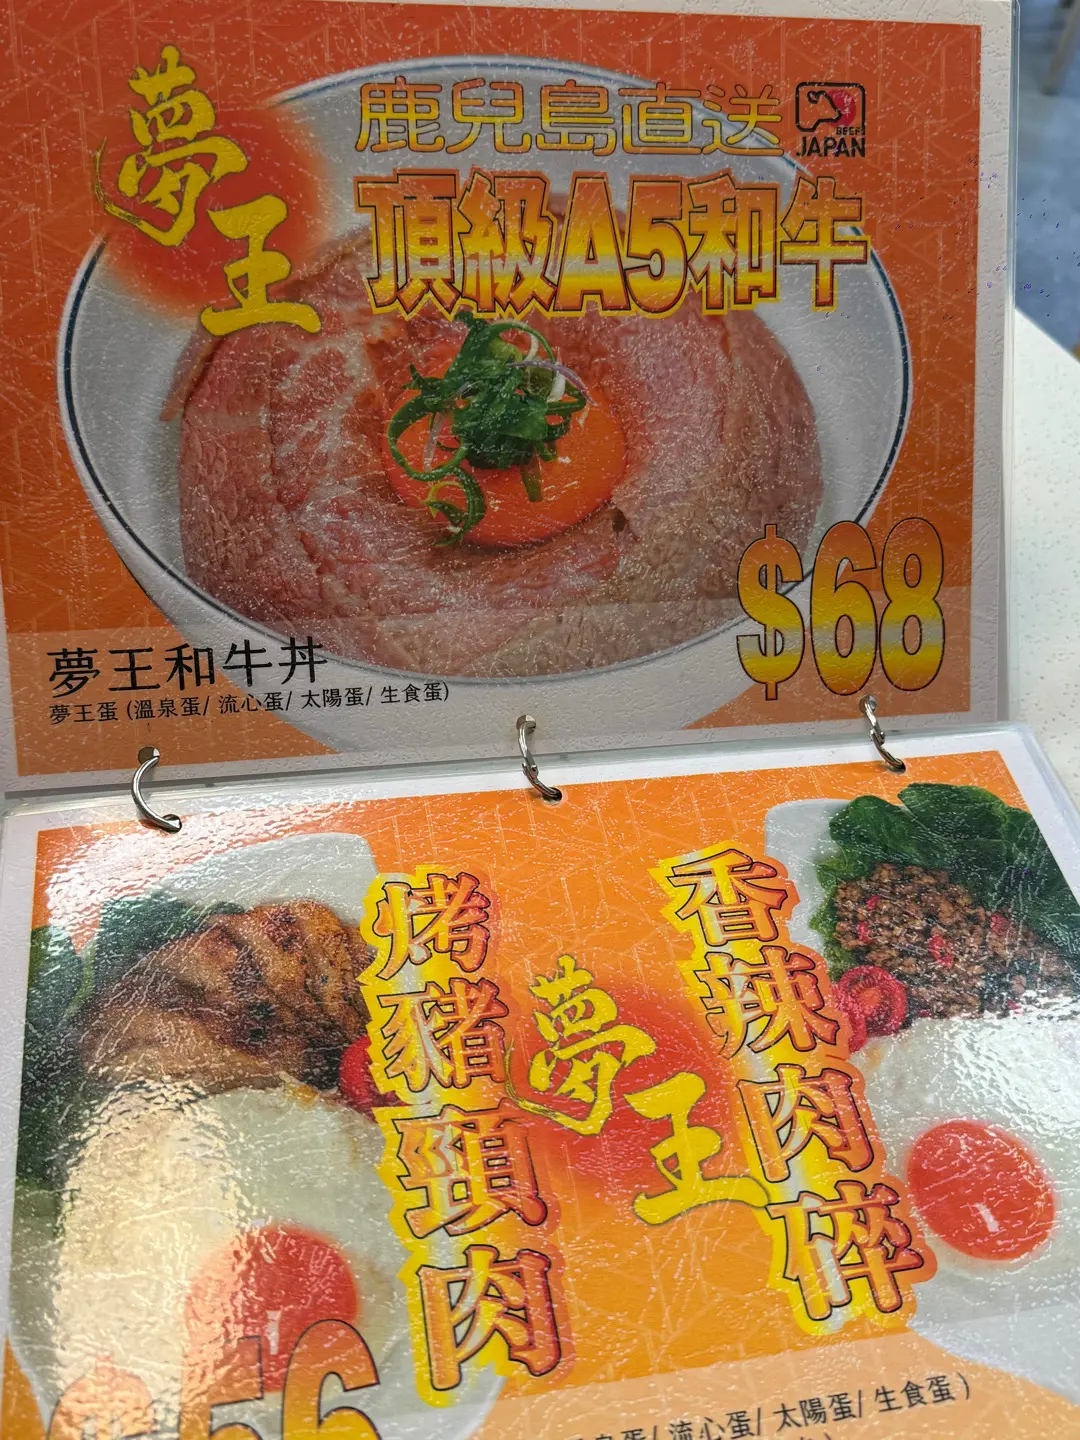 夢王
鹿兒島直送
BEEF
JAPAN
頂級A5和牛
$68
夢王和牛丼
夢王蛋 (溫泉蛋/ 流心蛋/ 太陽蛋/ 生食蛋)
烤豬頸肉
夢王
香辣肉碎
56
蛋/ 流心蛋/ 太陽蛋/ 生食蛋)